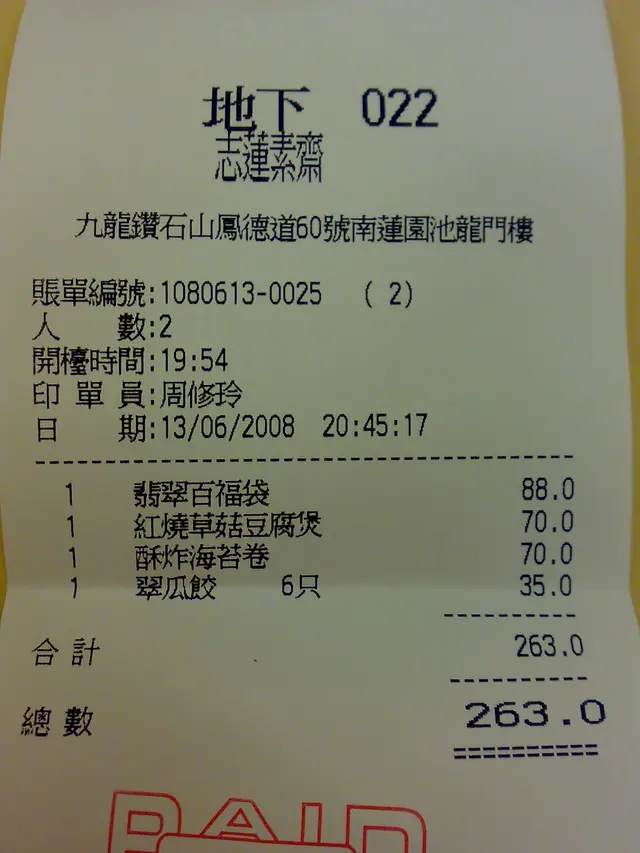 地下 022
志蓮素齋
九龍鑽石山鳳德道60號南蓮園池龍門樓
賬單編號:1080613-0025 ( 2)
人 數:2
開檯時間:19:54
印 單 員:周修玲
日 期:13/06/2008 20:45:17
1 翡翠百福袋 88.0
1 紅燒草菇豆腐煲 70.0
1 酥炸海苔卷 70.0
1 翠瓜餃 6只 35.0
合 計 263.0
總 數 263.0
PAID